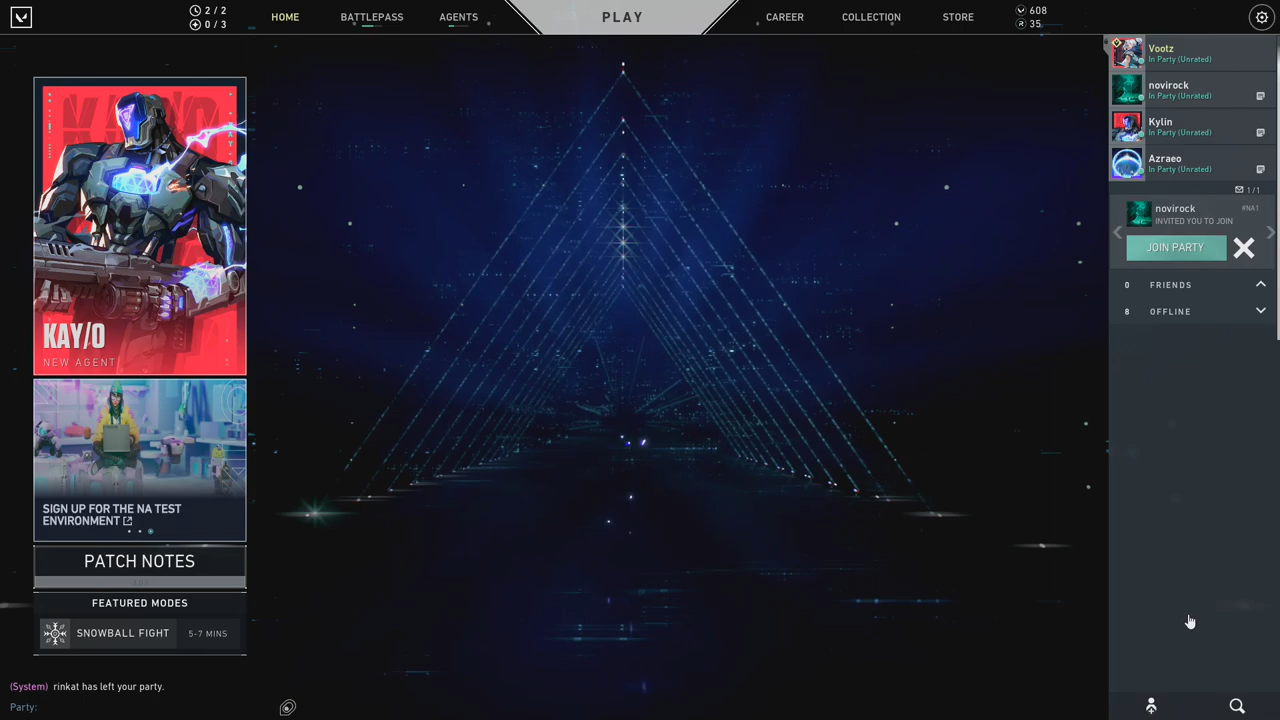 2 / 2
0 / 3
HOME
BATTLEPASS
AGENTS
PLAY
CAREER
COLLECTION
STORE
608
35
KAY/O
NEW AGENT
SIGN UP FOR THE NA TEST
ENVIRONMENT
PATCH NOTES
FEATURED MODES
SNOWBALL FIGHT
5-7 MINS
(System) rinkat has left your party.
Party:
Vootz
In Party (Unrated)
novirock
In Party (Unrated)
Kylin
In Party (Unrated)
Azraeo
In Party (Unrated)
1/1
novirock
#NA1
INVITED YOU TO JOIN
JOIN PARTY
0 FRIENDS
8 OFFLINE